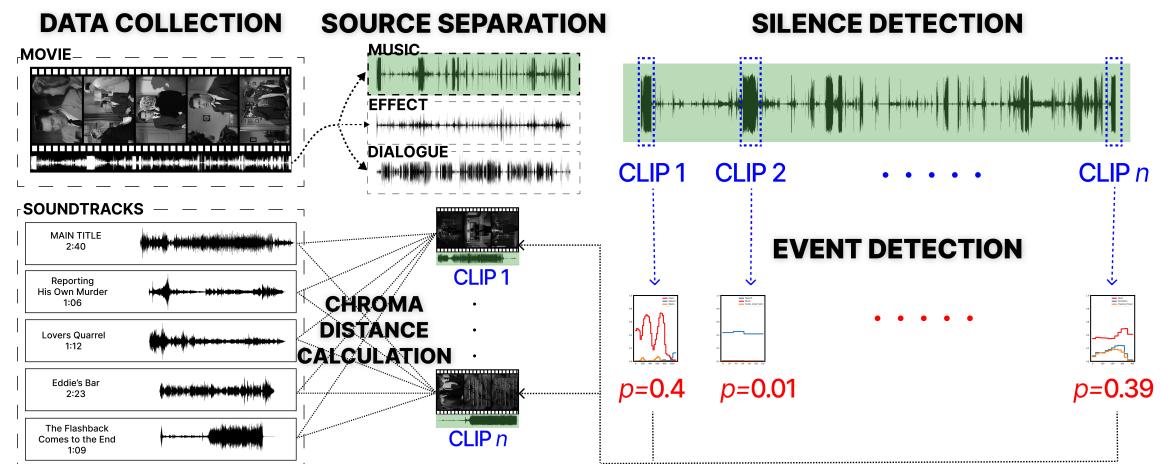 DATA COLLECTION
SOURCE SEPARATION
SILENCE DETECTION
MOVIE
MUSIC
EFFECT
DIALOGUE
CLIP 1
CLIP 2
CLIP n
SOUNDTRACKS
MAIN TITLE
2:40
Reporting
His Own Murder
1:06
Lovers Quarrel
1:12
Eddie's Bar
2:23
The Flashback
Comes to the End
1:09
CHROMA
DISTANCE
CALCULATION
CLIP 1
CLIP n
EVENT DETECTION
p=0.4
p=0.01
p=0.39